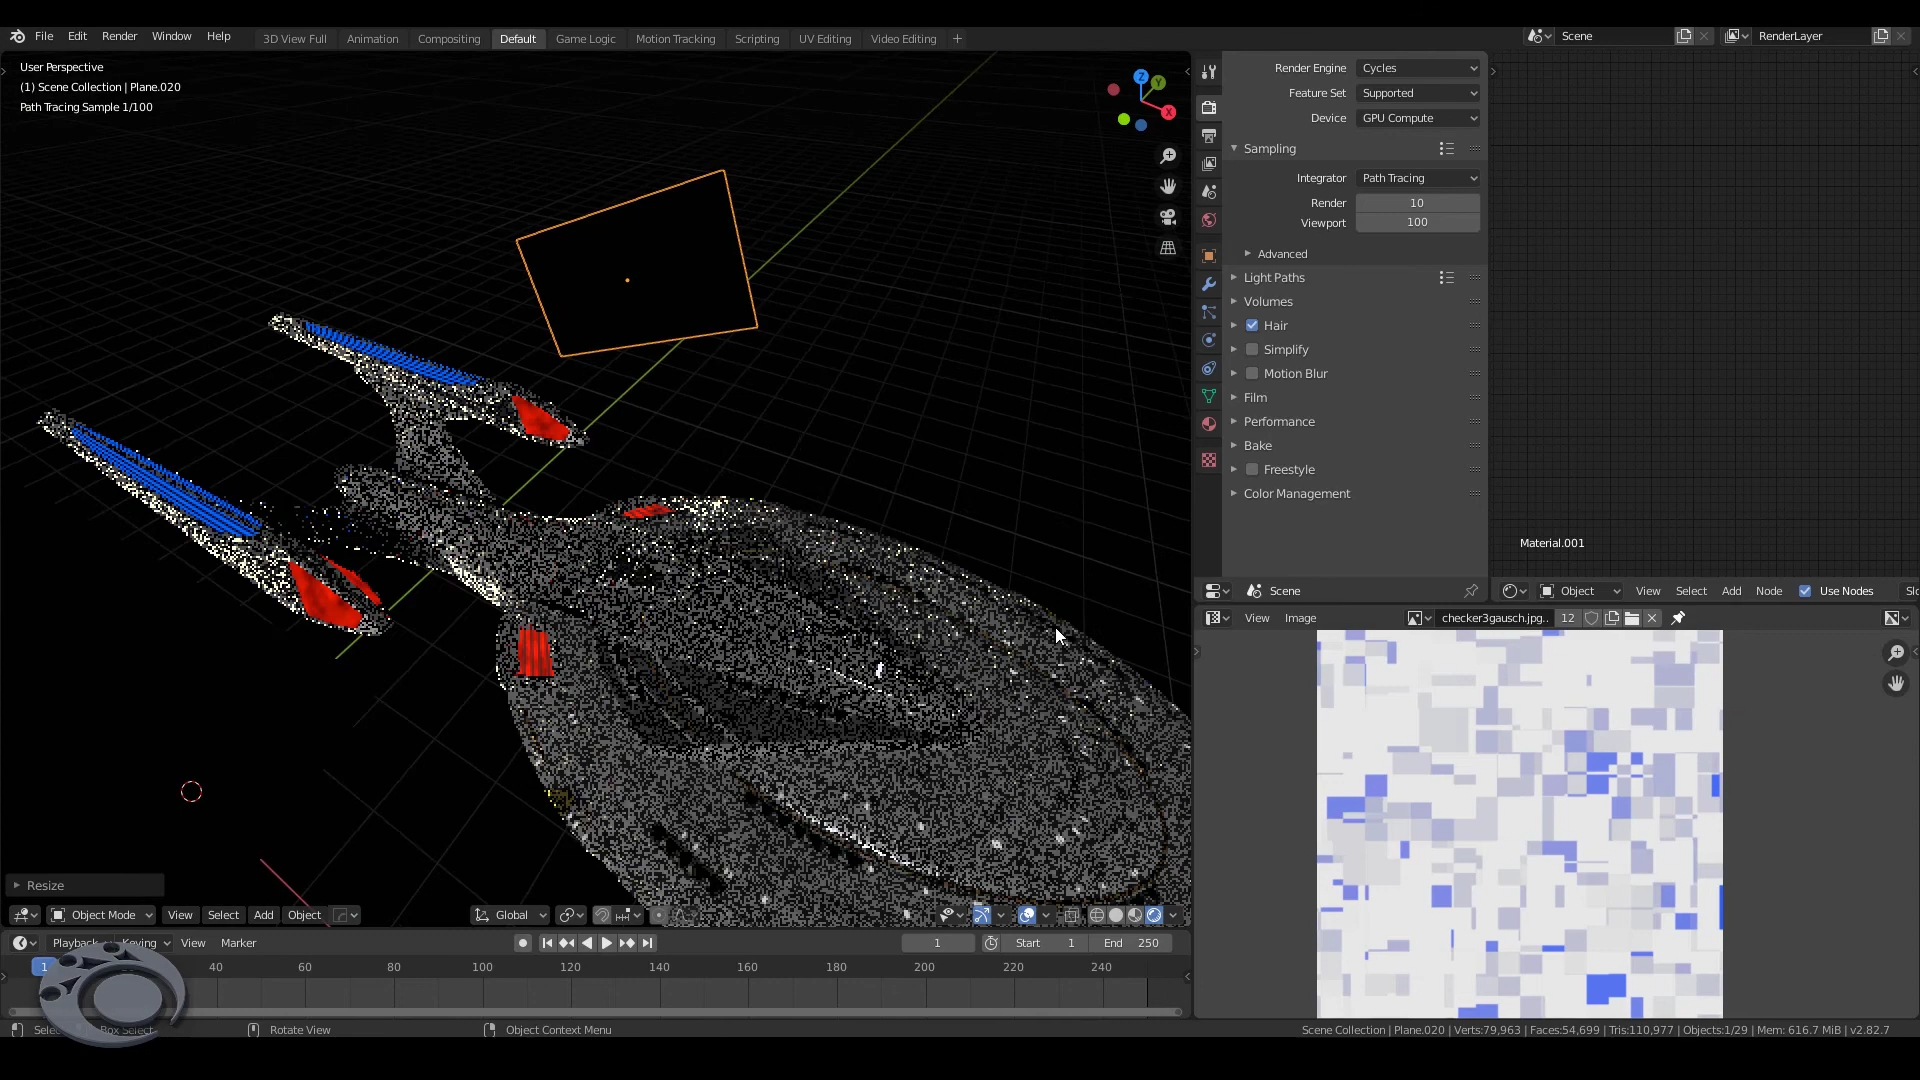 File Edit Render Window Help 3D View Full Animation Compositing Default Game Logic Motion Tracking Scripting UV Editing Video Editing + Scene RenderLayer
User Perspective
(1) Scene Collection | Plane.020
Path Tracing Sample 1/100
Z
Y
X
Render Engine Cycles
Feature Set Supported
Device GPU Compute
Sampling
Integrator Path Tracing
Render 10
Viewport 100
Advanced
Light Paths
Volumes
Hair
Simplify
Motion Blur
Film
Performance
Bake
Freestyle
Color Management
Material.001
Scene Object View Select Add Node Use Nodes
View Image checker3gausch.jpg.. 12
Resize
Object Mode View Select Add Object Global
Playback Keying View Marker 1 Start 1 End 250
1 40 60 80 100 120 140 160 180 200 220 240
Box Select Rotate View Object Context Menu Scene Collection | Plane.020 | Verts:79,963 | Faces:54,699 | Tris:110,977 | Objects:1/29 | Mem: 616.7 MiB | v2.82.7